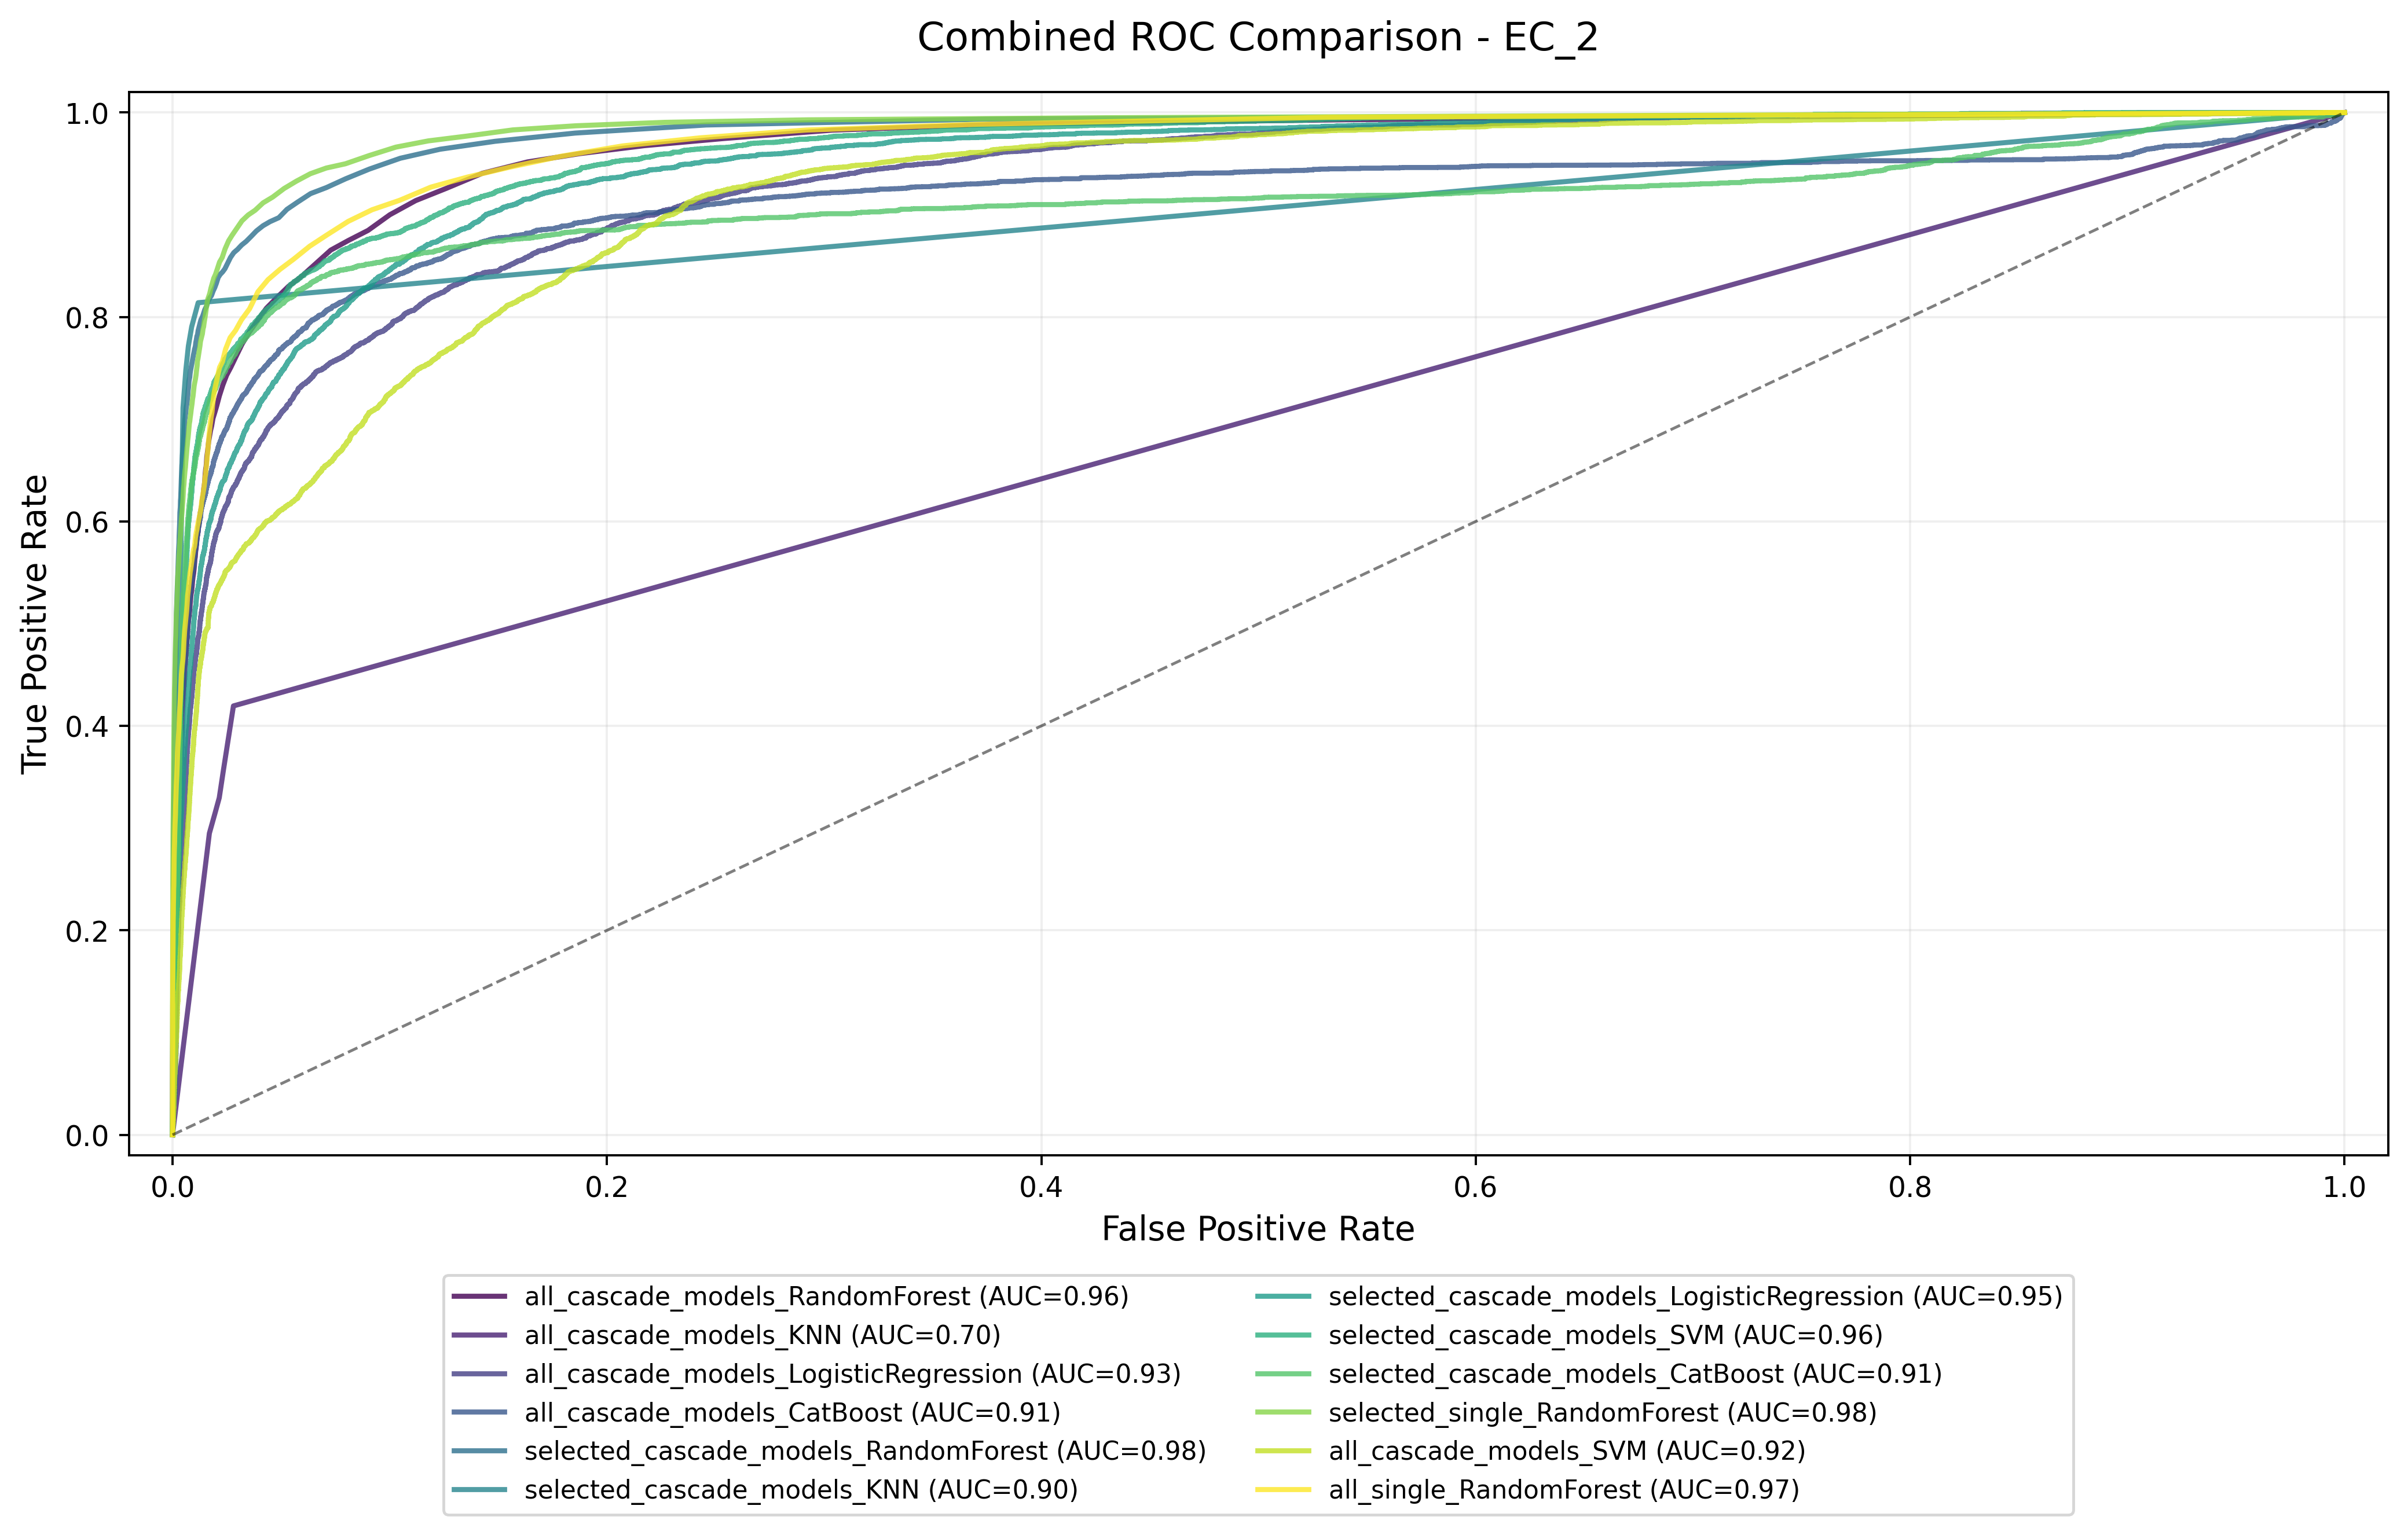 Combined ROC Comparison - EC_2
1.0
0.8
0.6
0.4
0.2
0.0
True Positive Rate
0.0 0.2 0.4 0.6 0.8 1.0
False Positive Rate
all_cascade_models_RandomForest (AUC=0.96)
all_cascade_models_KNN (AUC=0.70)
all_cascade_models_LogisticRegression (AUC=0.93)
all_cascade_models_CatBoost (AUC=0.91)
selected_cascade_models_RandomForest (AUC=0.98)
selected_cascade_models_KNN (AUC=0.90)
selected_cascade_models_LogisticRegression (AUC=0.95)
selected_cascade_models_SVM (AUC=0.96)
selected_cascade_models_CatBoost (AUC=0.91)
selected_single_RandomForest (AUC=0.98)
all_cascade_models_SVM (AUC=0.92)
all_single_RandomForest (AUC=0.97)